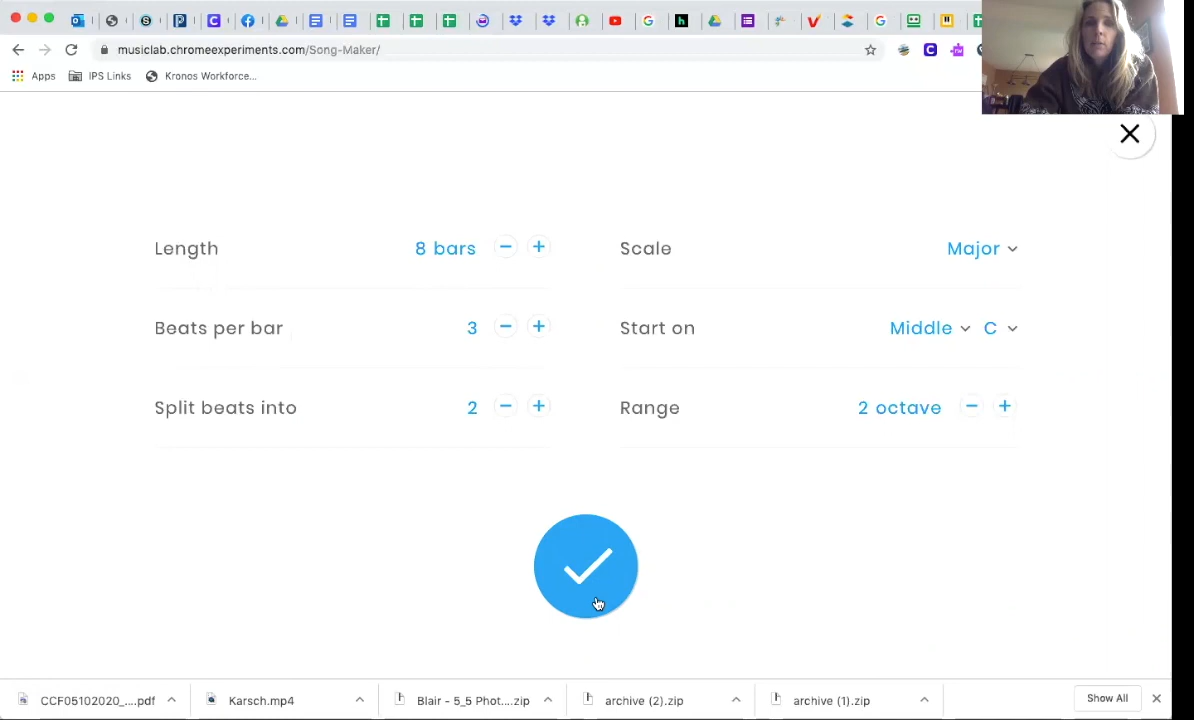 musiclab.chromeexperiments.com/Song-Maker/
Apps IPS Links Kronos Workforce...
Length 8 bars − + Scale Major
Beats per bar 3 − + Start on Middle C
Split beats into 2 − + Range 2 octave − +
CCF05102020_....pdf Karsch.mp4 Blair - 5_5 Phot....zip archive (2).zip archive (1).zip Show All